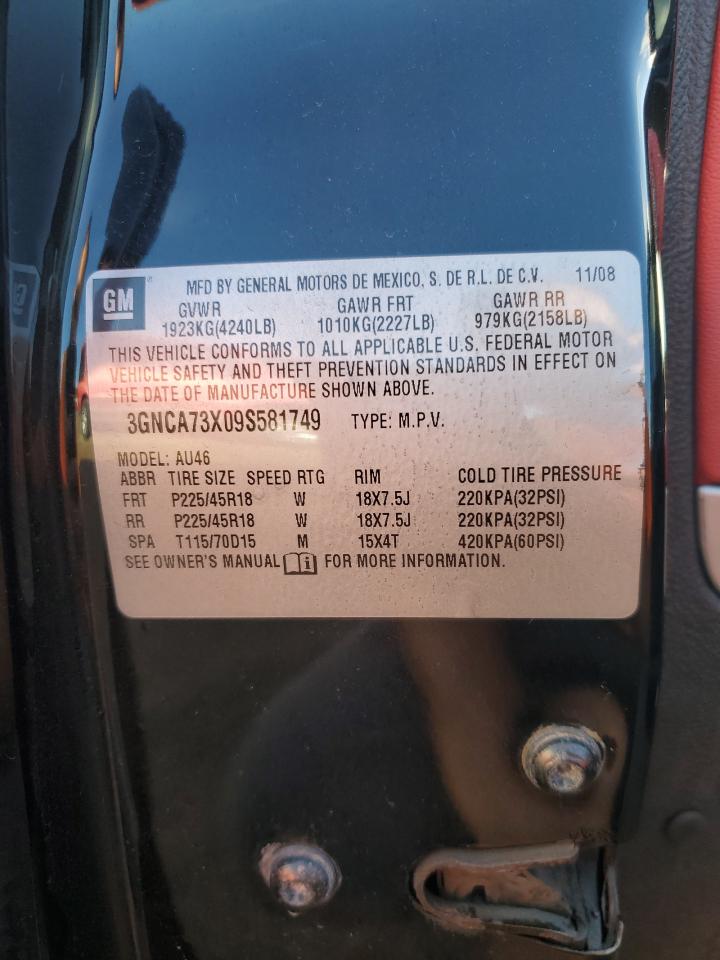 GM ® MFD BY GENERAL MOTORS DE MEXICO, S. DE R.L. DE C.V. 11/08
GVWR GAWR FRT GAWR RR
1923KG(4240LB) 1010KG(2227LB) 979KG(2158LB)
THIS VEHICLE CONFORMS TO ALL APPLICABLE U.S. FEDERAL MOTOR
VEHICLE SAFETY AND THEFT PREVENTION STANDARDS IN EFFECT ON
THE DATE OF MANUFACTURE SHOWN ABOVE.
3GNCA73X09S581749 TYPE: M.P.V.
MODEL: AU46
ABBR TIRE SIZE SPEED RTG RIM COLD TIRE PRESSURE
FRT P225/45R18 W 18X7.5J 220KPA(32PSI)
RR P225/45R18 W 18X7.5J 220KPA(32PSI)
SPA T115/70D15 M 15X4T 420KPA(60PSI)
SEE OWNER'S MANUAL i FOR MORE INFORMATION.